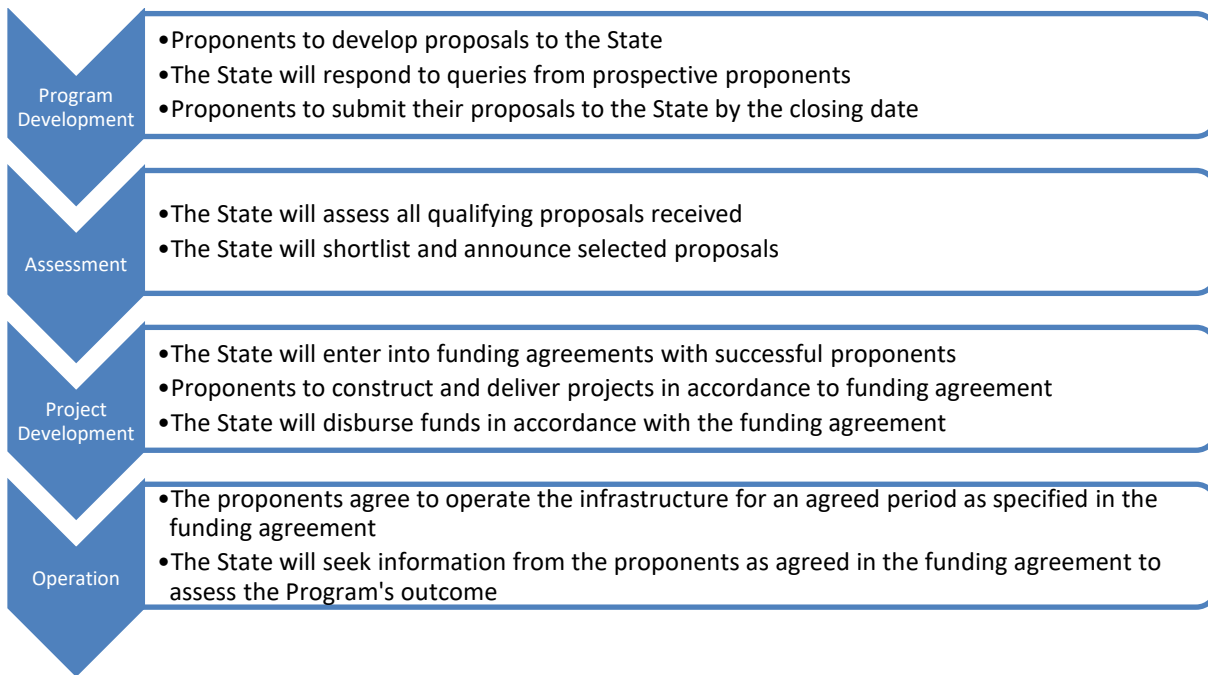 Program
Development
•Proponents to develop proposals to the State
•The State will respond to queries from prospective proponents
•Proponents to submit their proposals to the State by the closing date
Assessment
•The State will assess all qualifying proposals received
•The State will shortlist and announce selected proposals
Project
Development
•The State will enter into funding agreements with successful proponents
•Proponents to construct and deliver projects in accordance to funding agreement
•The State will disburse funds in accordance with the funding agreement
Operation
•The proponents agree to operate the infrastructure for an agreed period as specified in the
funding agreement
•The State will seek information from the proponents as agreed in the funding agreement to
assess the Program's outcome